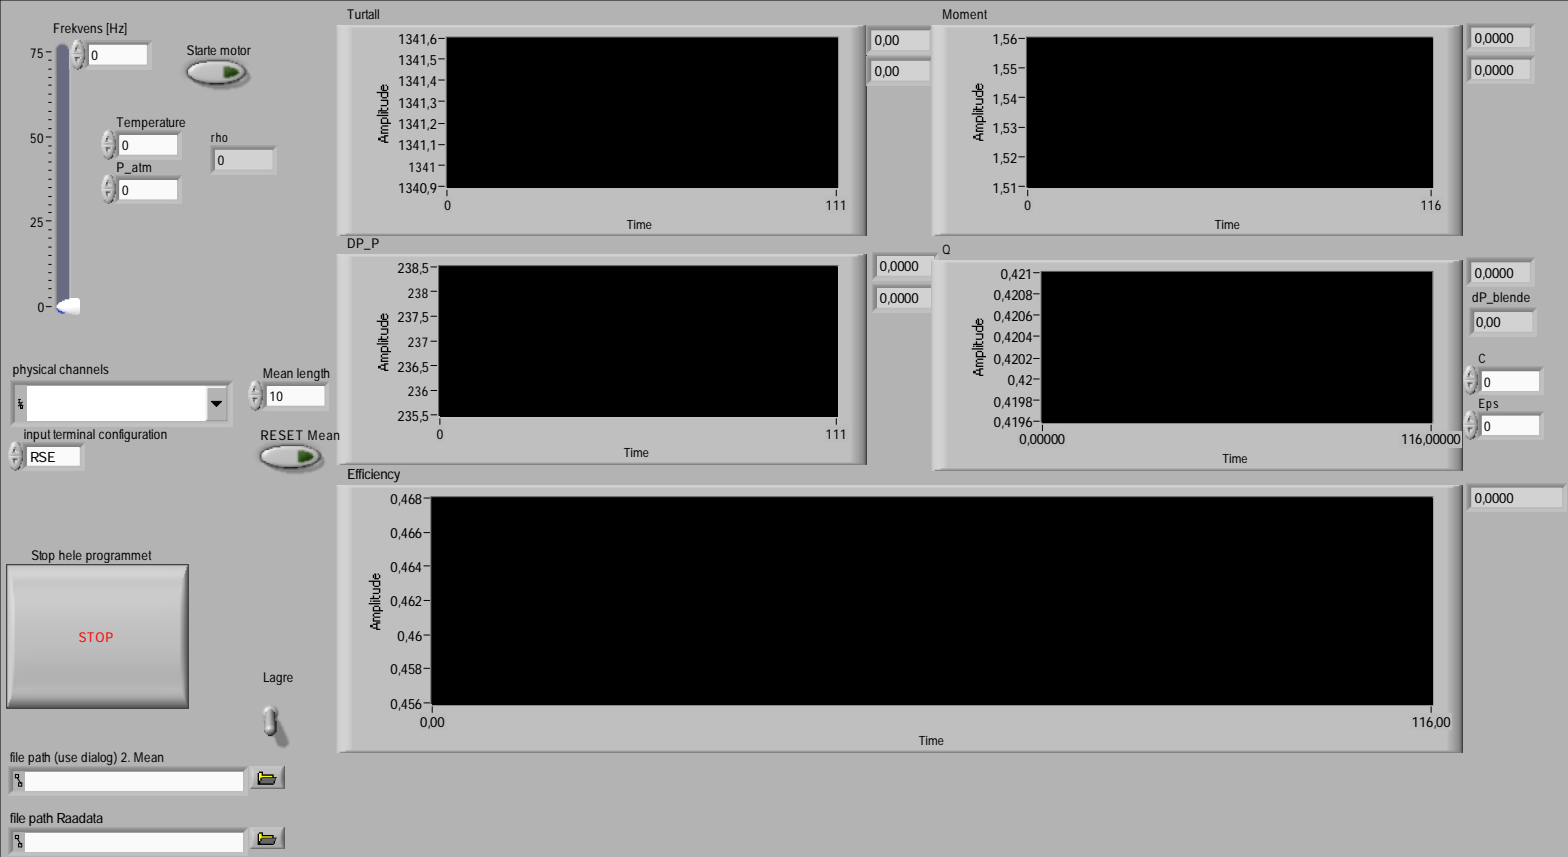 Frekvens [Hz]
75
50
25
0
0
Starte motor
Temperature
0
P_atm
0
rho
0
physical channels
input terminal configuration
RSE
Mean length
10
RESET Mean
Stop hele programmet
STOP
Lagre
file path (use dialog) 2. Mean
file path Raadata
Turtall
Amplitude
1341,6
1341,5
1341,4
1341,3
1341,2
1341,1
1341
1340,9
0
111
Time
0,00
0,00
Moment
Amplitude
1,56
1,55
1,54
1,53
1,52
1,51
0
116
Time
0,0000
0,0000
DP_P
Amplitude
238,5
238
237,5
237
236,5
236
235,5
0
111
Time
0,0000
0,0000
Q
Amplitude
0,421
0,4208
0,4206
0,4204
0,4202
0,42
0,4198
0,4196
0,00000
116,00000
Time
0,0000
dP_blende
0,00
C
0
Eps
0
Efficiency
Amplitude
0,468
0,466
0,464
0,462
0,46
0,458
0,456
0,00
116,00
Time
0,0000